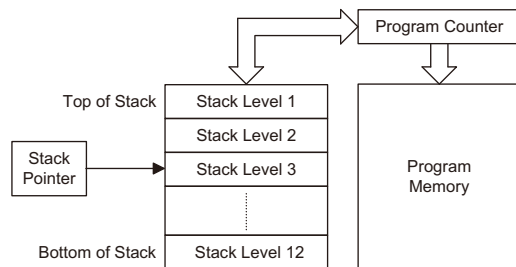 Program Counter
Top of Stack
Stack Level 1
Stack Level 2
Stack
Pointer
Stack Level 3
Program
Memory
Bottom of Stack
Stack Level 12